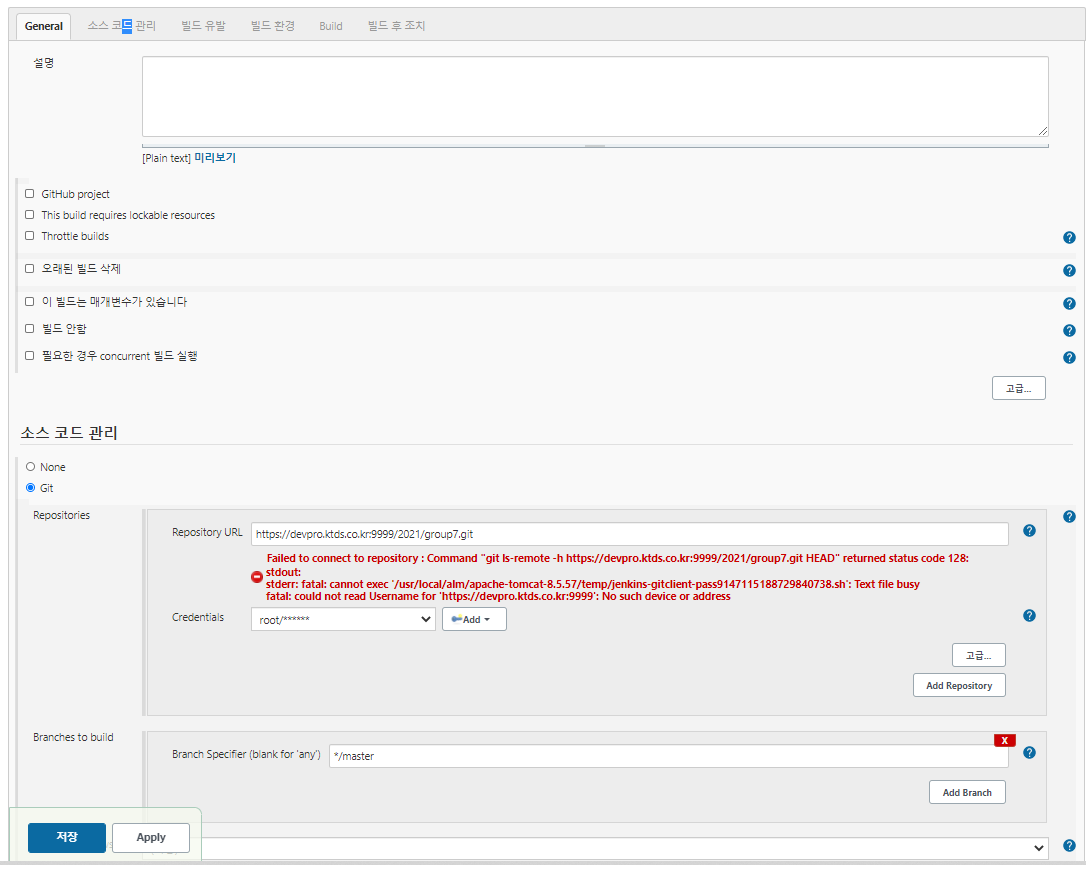 General 소스 코드 관리 빌드 유발 빌드 환경 Build 빌드 후 조치
설명
[Plain text] 미리보기
GitHub project
This build requires lockable resources
Throttle builds
오래된 빌드 삭제
이 빌드는 매개변수가 있습니다
빌드 안함
필요한 경우 concurrent 빌드 실행
고급...
소스 코드 관리
None
Git
Repositories
Repository URL https://devpro.ktds.co.kr:9999/2021/group7.git
Failed to connect to repository : Command "git ls-remote -h https://devpro.ktds.co.kr:9999/2021/group7.git HEAD" returned status code 128:
stdout:
stderr: fatal: cannot exec '/usr/local/alm/apache-tomcat-8.5.57/temp/jenkins-gitclient-pass9147115188729840738.sh': Text file busy
fatal: could not read Username for 'https://devpro.ktds.co.kr:9999': No such device or address
Credentials root/****** Add
고급...
Add Repository
Branches to build
X
Branch Specifier (blank for 'any') */master
Add Branch
저장 Apply